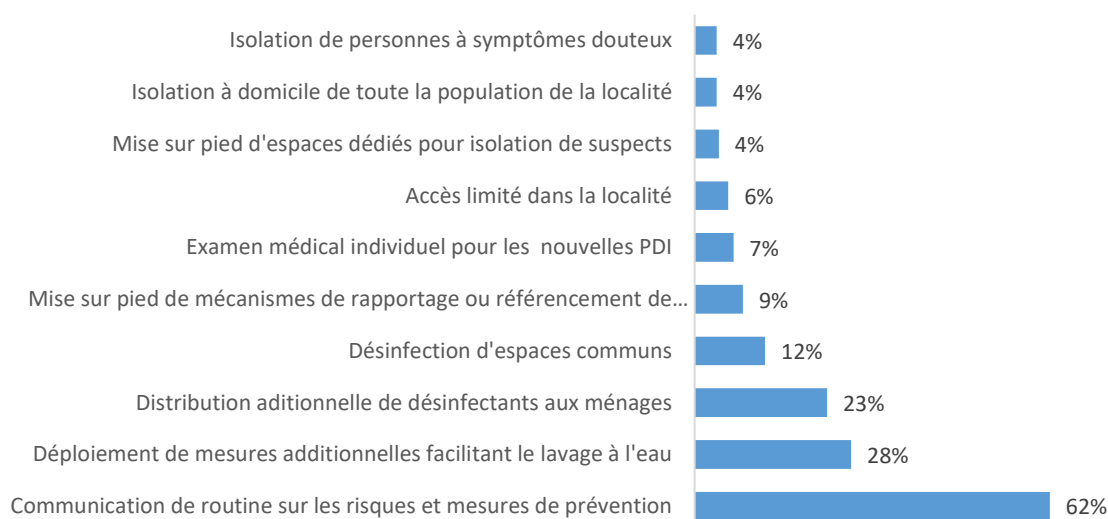 Isolation de personnes à symptômes douteux 4%
Isolation à domicile de toute la population de la localité 4%
Mise sur pied d'espaces dédiés pour isolation de suspects 4%
Accès limité dans la localité 6%
Examen médical individuel pour les  nouvelles PDI 7%
Mise sur pied de mécanismes de rapportage ou référencement de… 9%
Désinfection d'espaces communs 12%
Distribution aditionnelle de désinfectants aux ménages 23%
Déploiement de mesures additionnelles facilitant le lavage à l'eau 28%
Communication de routine sur les risques et mesures de prévention 62%